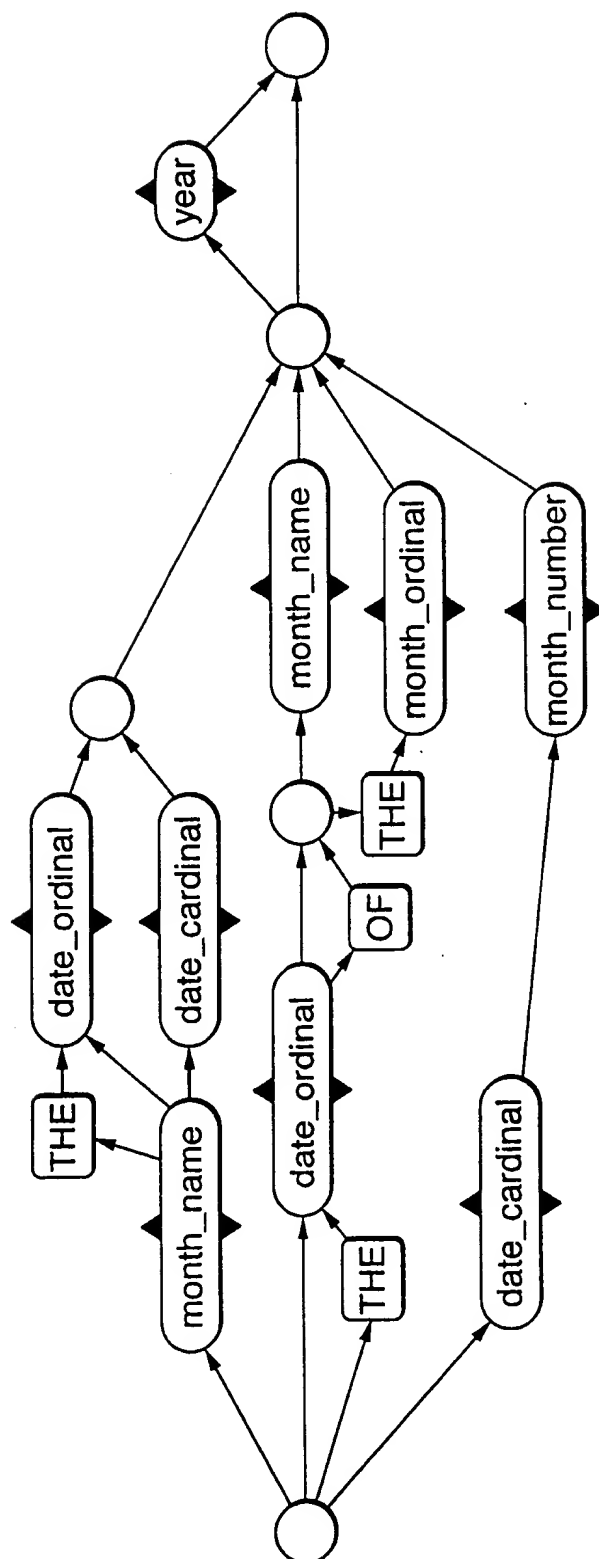 year
month_name
month_ordinal
month_number
date_ordinal
date_cardinal
THE
THE
OF
month_name
date_ordinal
THE
date_cardinal